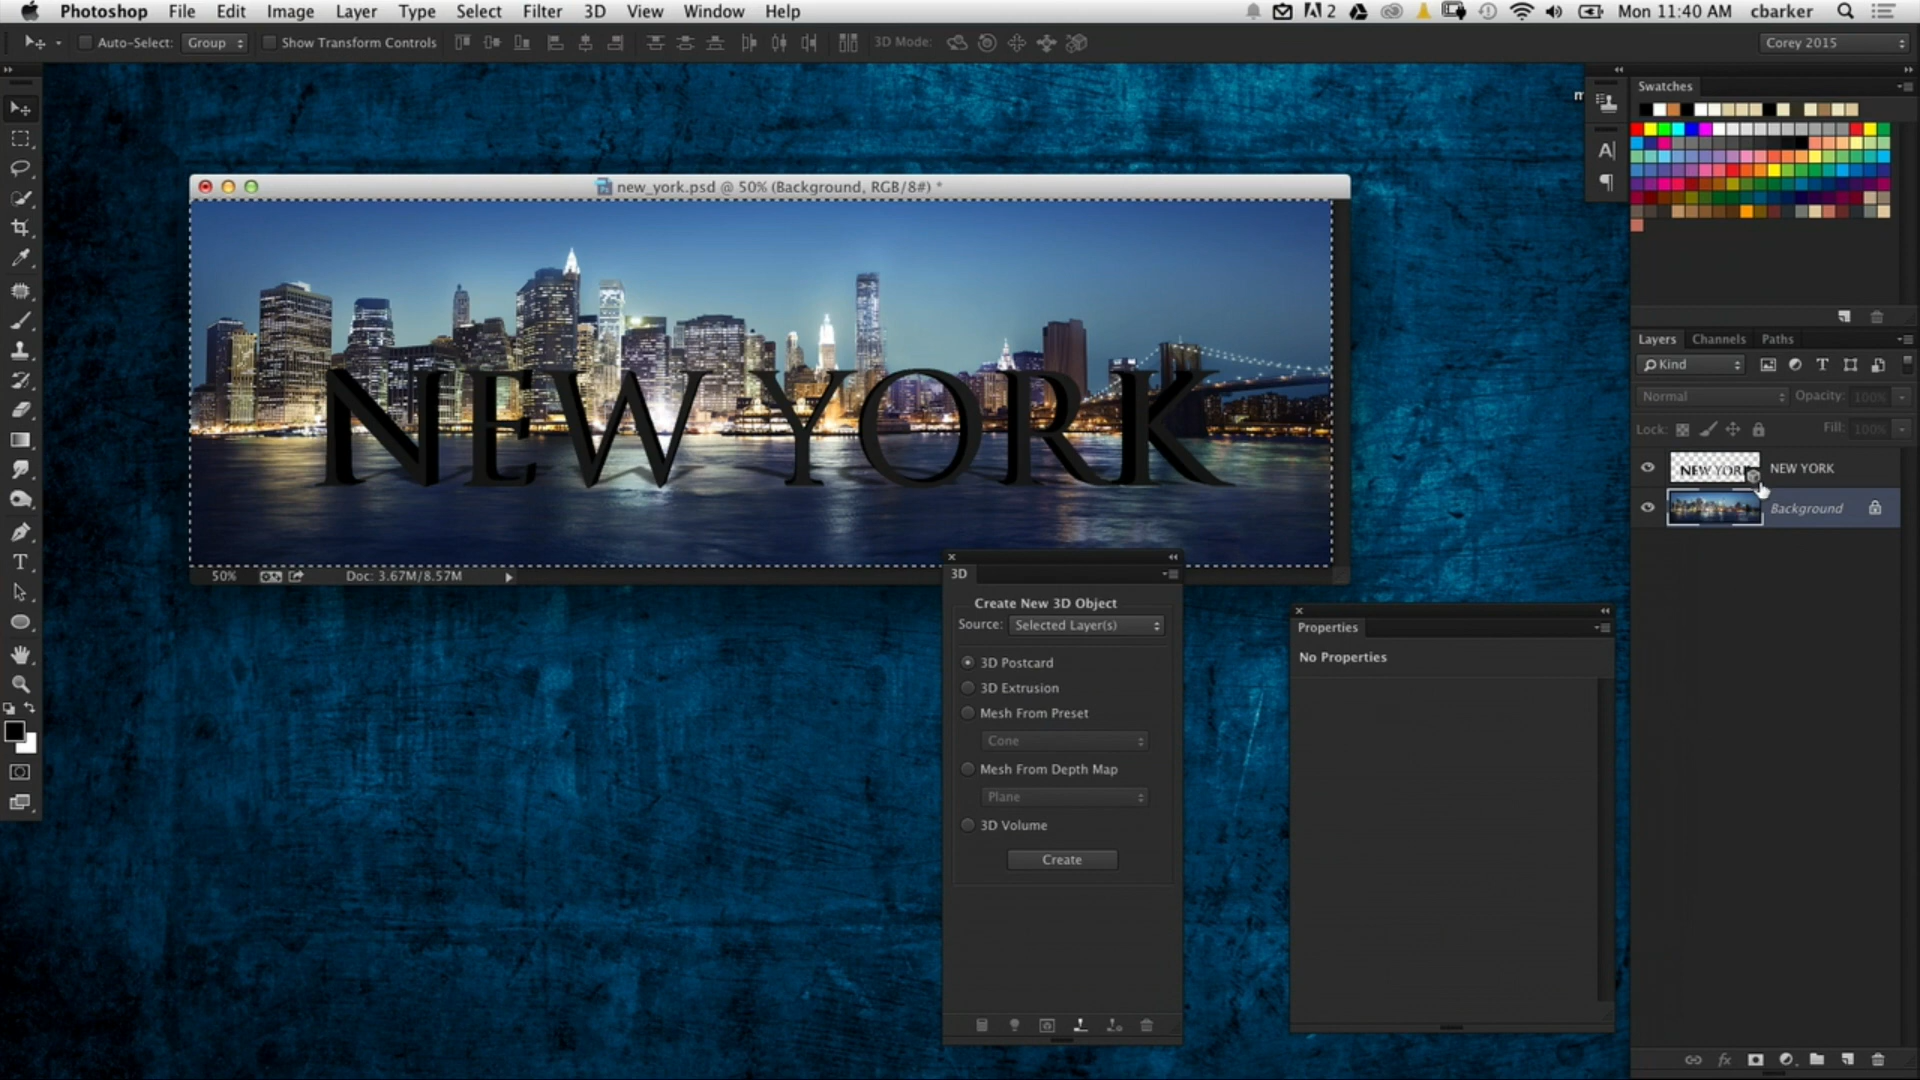 Photoshop File Edit Image Layer Type Select Filter 3D View Window Help
2
Mon 11:40 AM cbarker
Auto-Select: Group Show Transform Controls 3D Mode: Corey 2015
Swatches
new_york.psd @ 50% (Background, RGB/8#) *
NEW YORK
50% Doc: 3.67M/8.57M
Layers Channels Paths
Kind
Normal Opacity: 100%
Lock: Fill: 100%
NEW YORK NEW YORK
Background
3D
Create New 3D Object
Source: Selected Layer(s)
3D Postcard
3D Extrusion
Mesh From Preset
Cone
Mesh From Depth Map
Plane
3D Volume
Create
Properties
No Properties